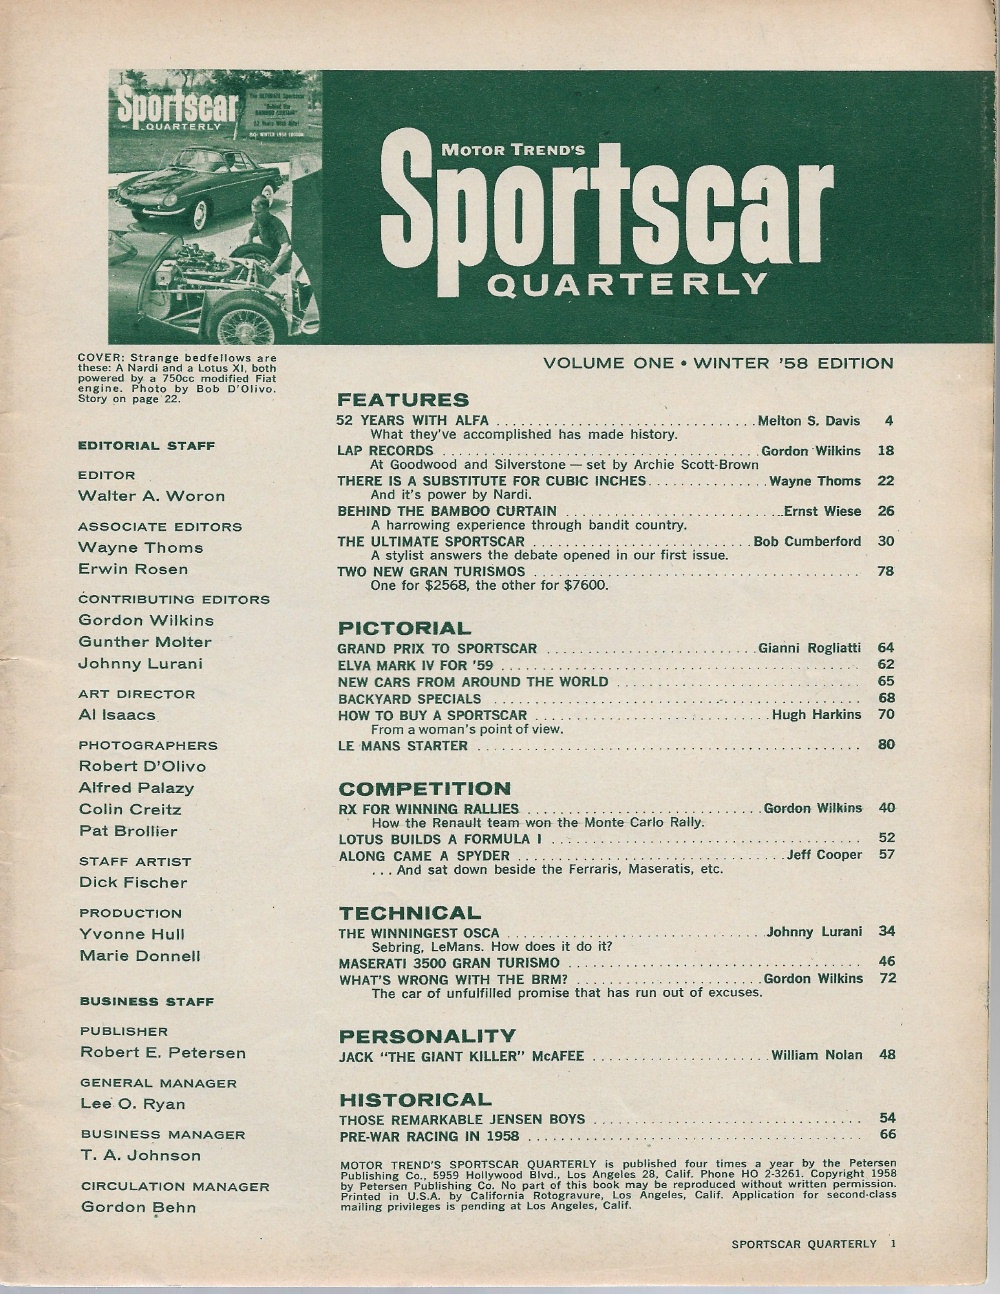 Sportscar
QUARTERLY
MOTOR TREND'S
Sportscar
QUARTERLY
COVER: Strange bedfellows are
these: A Nardi and a Lotus XI, both
powered by a 750cc modified Fiat
engine. Photo by Bob D'Olivo.
Story on page 22.
EDITORIAL STAFF
EDITOR
Walter A. Woron
ASSOCIATE EDITORS
Wayne Thoms
Erwin Rosen
CONTRIBUTING EDITORS
Gordon Wilkins
Gunther Molter
Johnny Lurani
ART DIRECTOR
Al Isaacs
PHOTOGRAPHERS
Robert D'Olivo
Alfred Palazy
Colin Creitz
Pat Brollier
STAFF ARTIST
Dick Fischer
PRODUCTION
Yvonne Hull
Marie Donnell
BUSINESS STAFF
PUBLISHER
Robert E. Petersen
GENERAL MANAGER
Lee O. Ryan
BUSINESS MANAGER
T. A. Johnson
CIRCULATION MANAGER
Gordon Behn
VOLUME ONE • WINTER '58 EDITION
FEATURES
52 YEARS WITH ALFA ........ Melton S. Davis 4
What they've accomplished has made history.
LAP RECORDS ........ Gordon Wilkins 18
At Goodwood and Silverstone — set by Archie Scott-Brown
THERE IS A SUBSTITUTE FOR CUBIC INCHES ........ Wayne Thoms 22
And it's power by Nardi.
BEHIND THE BAMBOO CURTAIN ........ Ernst Wiese 26
A harrowing experience through bandit country.
THE ULTIMATE SPORTSCAR ........ Bob Cumberford 30
A stylist answers the debate opened in our first issue.
TWO NEW GRAN TURISMOS ........ 78
One for $2568, the other for $7600.
PICTORIAL
GRAND PRIX TO SPORTSCAR ........ Gianni Rogliatti 64
ELVA MARK IV FOR '59 ........ 62
NEW CARS FROM AROUND THE WORLD ........ 65
BACKYARD SPECIALS ........ 68
HOW TO BUY A SPORTSCAR ........ Hugh Harkins 70
From a woman's point of view.
LE MANS STARTER ........ 80
COMPETITION
RX FOR WINNING RALLIES ........ Gordon Wilkins 40
How the Renault team won the Monte Carlo Rally.
LOTUS BUILDS A FORMULA I ........ 52
ALONG CAME A SPYDER ........ Jeff Cooper 57
. . . And sat down beside the Ferraris, Maseratis, etc.
TECHNICAL
THE WINNINGEST OSCA ........ Johnny Lurani 34
Sebring, LeMans. How does it do it?
MASERATI 3500 GRAN TURISMO ........ 46
WHAT'S WRONG WITH THE BRM? ........ Gordon Wilkins 72
The car of unfulfilled promise that has run out of excuses.
PERSONALITY
JACK "THE GIANT KILLER" McAFEE ........ William Nolan 48
HISTORICAL
THOSE REMARKABLE JENSEN BOYS ........ 54
PRE-WAR RACING IN 1958 ........ 66
MOTOR TREND'S SPORTSCAR QUARTERLY is published four times a year by the Petersen
Publishing Co., 5959 Hollywood Blvd., Los Angeles 28, Calif. Phone HO 2-3261. Copyright 1958
by Petersen Publishing Co. No part of this book may be reproduced without written permission.
Printed in U.S.A. by California Rotogravure, Los Angeles, Calif. Application for second-class
mailing privileges is pending at Los Angeles, Calif.
SPORTSCAR QUARTERLY 1